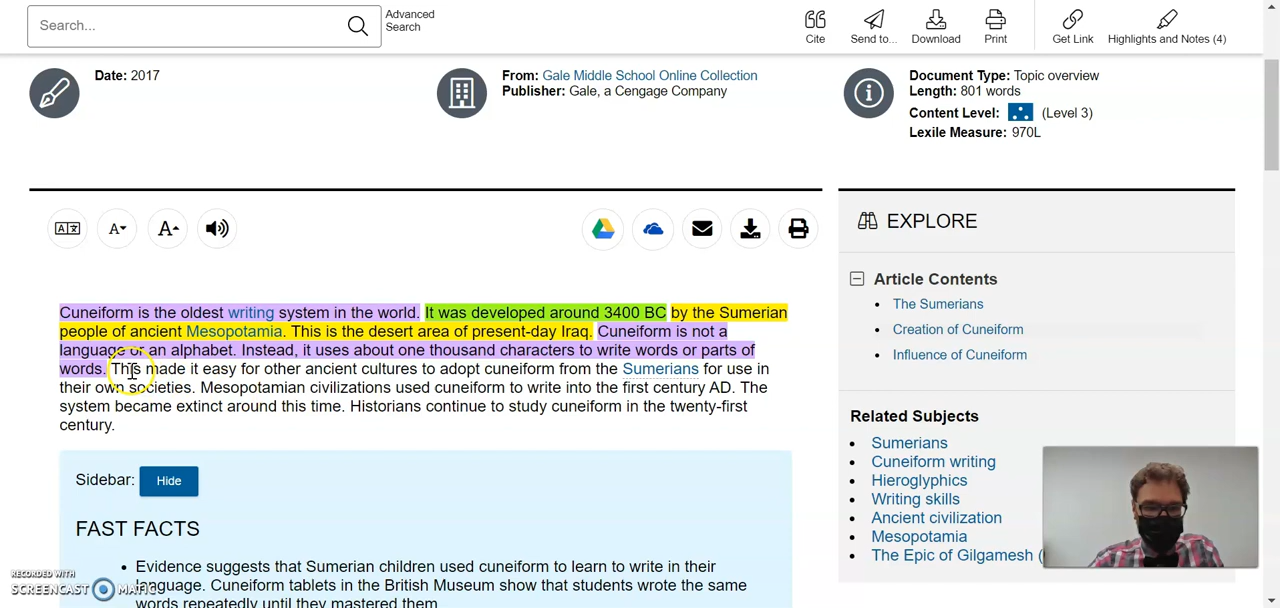 Search...
Advanced
Search
Cite
Send to...
Download
Print
Get Link
Highlights and Notes (4)
Date: 2017
From: Gale Middle School Online Collection
Publisher: Gale, a Cengage Company
Document Type: Topic overview
Length: 801 words
Content Level: (Level 3)
Lexile Measure: 970L
A
A
Cuneiform is the oldest writing system in the world. It was developed around 3400 BC by the Sumerian
people of ancient Mesopotamia. This is the desert area of present-day Iraq. Cuneiform is not a
language or an alphabet. Instead, it uses about one thousand characters to write words or parts of
words. This made it easy for other ancient cultures to adopt cuneiform from the Sumerians for use in
their own societies. Mesopotamian civilizations used cuneiform to write into the first century AD. The
system became extinct around this time. Historians continue to study cuneiform in the twenty-first
century.
Sidebar: Hide
FAST FACTS
• Evidence suggests that Sumerian children used cuneiform to learn to write in their
language. Cuneiform tablets in the British Museum show that students wrote the same
words repeatedly until they mastered them
EXPLORE
Article Contents
• The Sumerians
• Creation of Cuneiform
• Influence of Cuneiform
Related Subjects
• Sumerians
• Cuneiform writing
• Hieroglyphics
• Writing skills
• Ancient civilization
• Mesopotamia
• The Epic of Gilgamesh (
RECORDED WITH
SCREENCAST MATIC